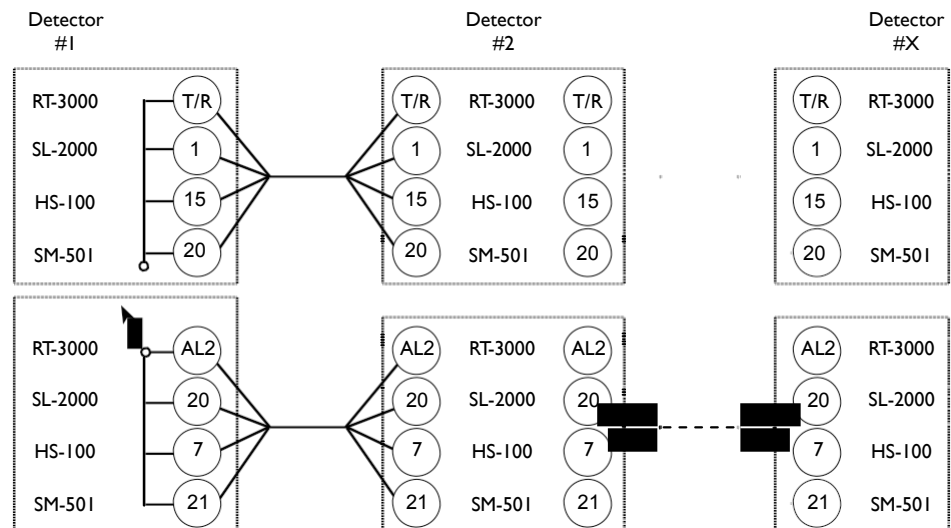 Detector
#1
Detector
#2
Detector
#X
RT-3000 T/R T/R RT-3000 T/R T/R RT-3000
SL-2000 1 1 SL-2000 1 1 SL-2000
HS-100 15 15 HS-100 15 15 HS-100
SM-501 20 20 SM-501 20 20 SM-501
RT-3000 AL2 AL2 RT-3000 AL2 AL2 RT-3000
SL-2000 20 20 SL-2000 20 20 SL-2000
HS-100 7 7 HS-100 7 7 HS-100
SM-501 21 21 SM-501 21 21 SM-501